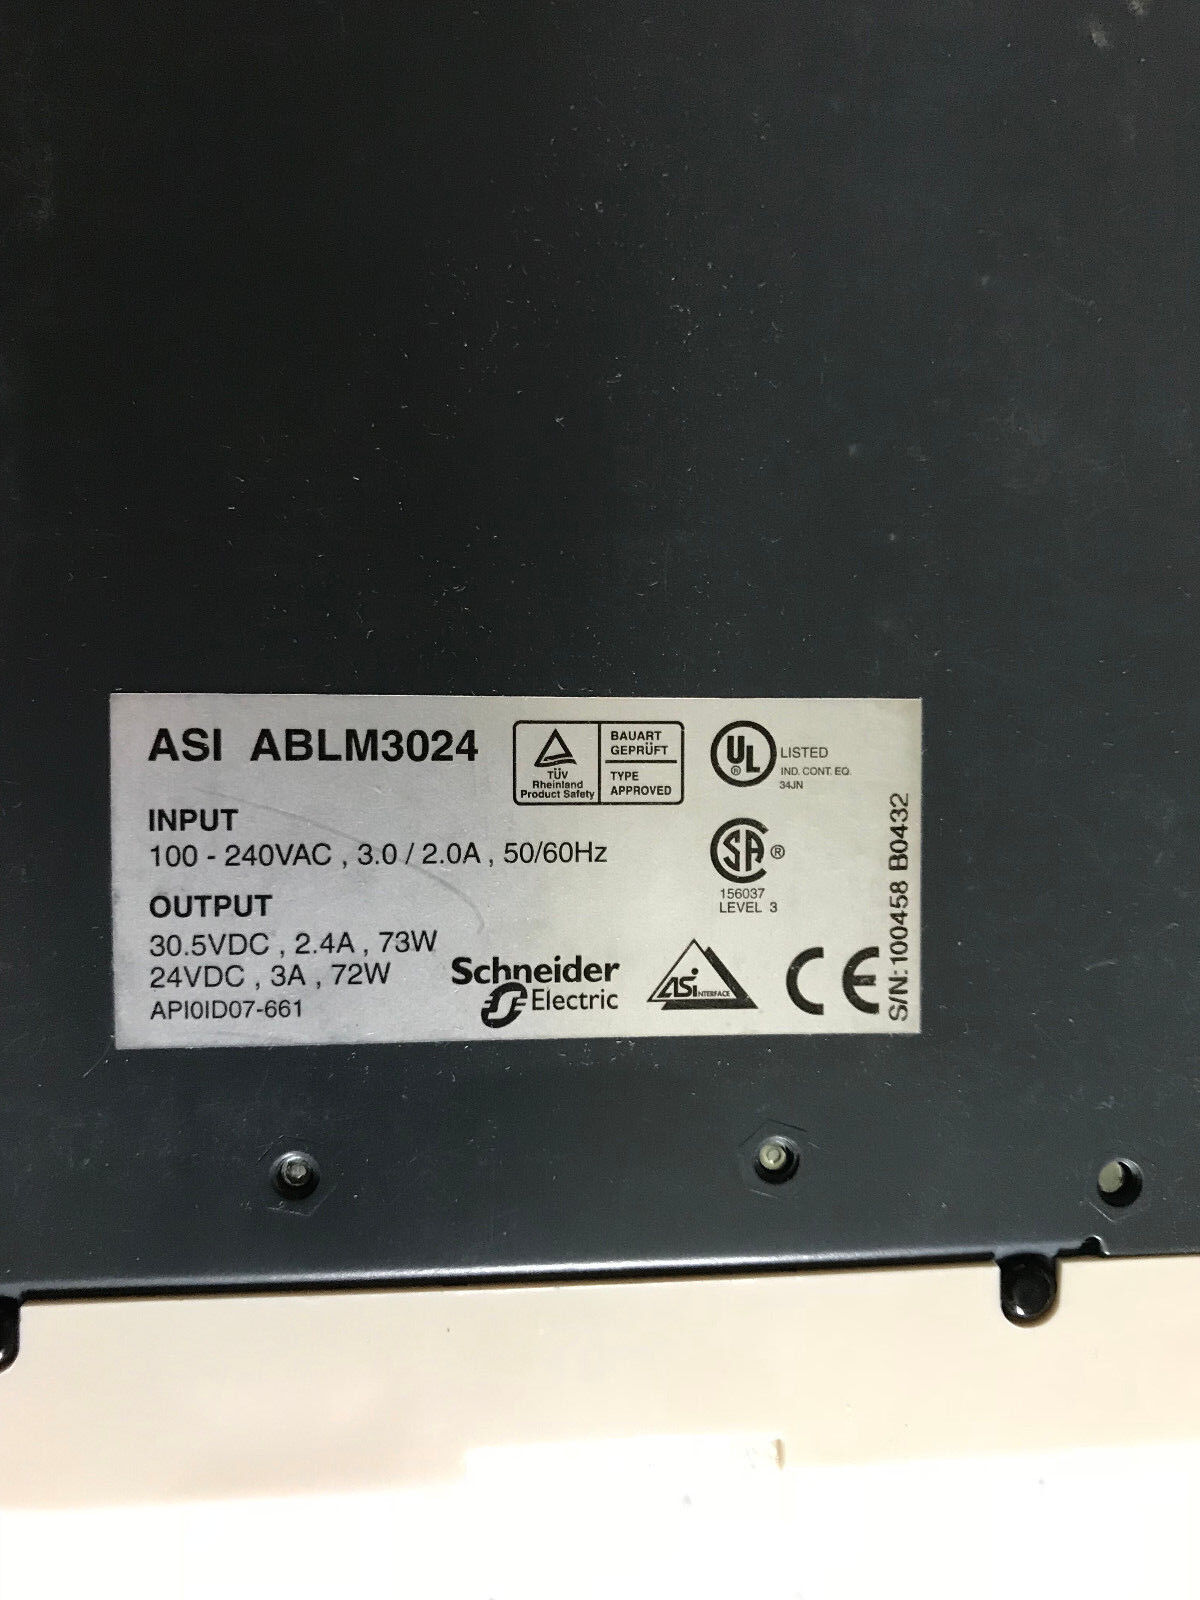 ASI ABLM3024
INPUT
100 - 240VAC , 3.0 / 2.0A , 50/60Hz
OUTPUT
30.5VDC , 2.4A , 73W
24VDC , 3A , 72W
API0ID07-661
TÜV
Rheinland
Product Safety
BAUART
GEPRÜFT
TYPE
APPROVED
UL ®
LISTED
IND. CONT. EQ.
34JN
SA ®
156037
LEVEL 3
Schneider
Electric
ASi INTERFACE
CE
S/N:100458 B0432